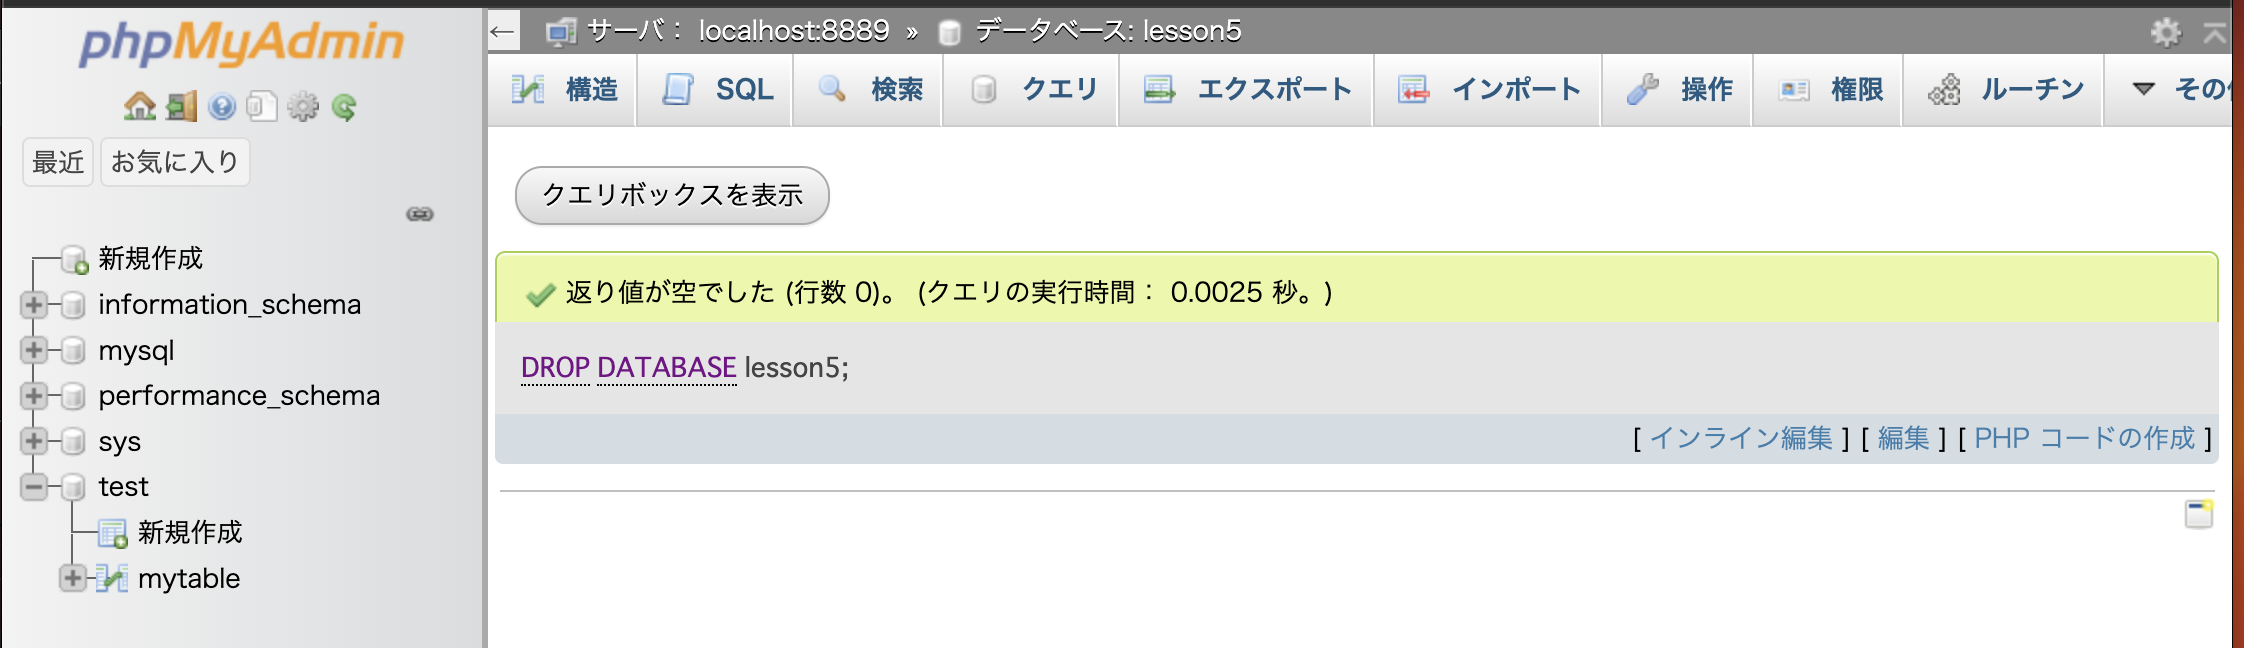 phpMyAdmin
最近 お気に入り
新規作成
information_schema
mysql
performance_schema
sys
test
新規作成
mytable
サーバ： localhost:8889 » データベース: lesson5
構造 SQL 検索 クエリ エクスポート インポート 操作 権限 ルーチン ▼ その
クエリボックスを表示
返り値が空でした (行数 0)。 (クエリの実行時間： 0.0025 秒。)
DROP DATABASE lesson5;
[ インライン編集 ] [ 編集 ] [ PHP コードの作成 ]